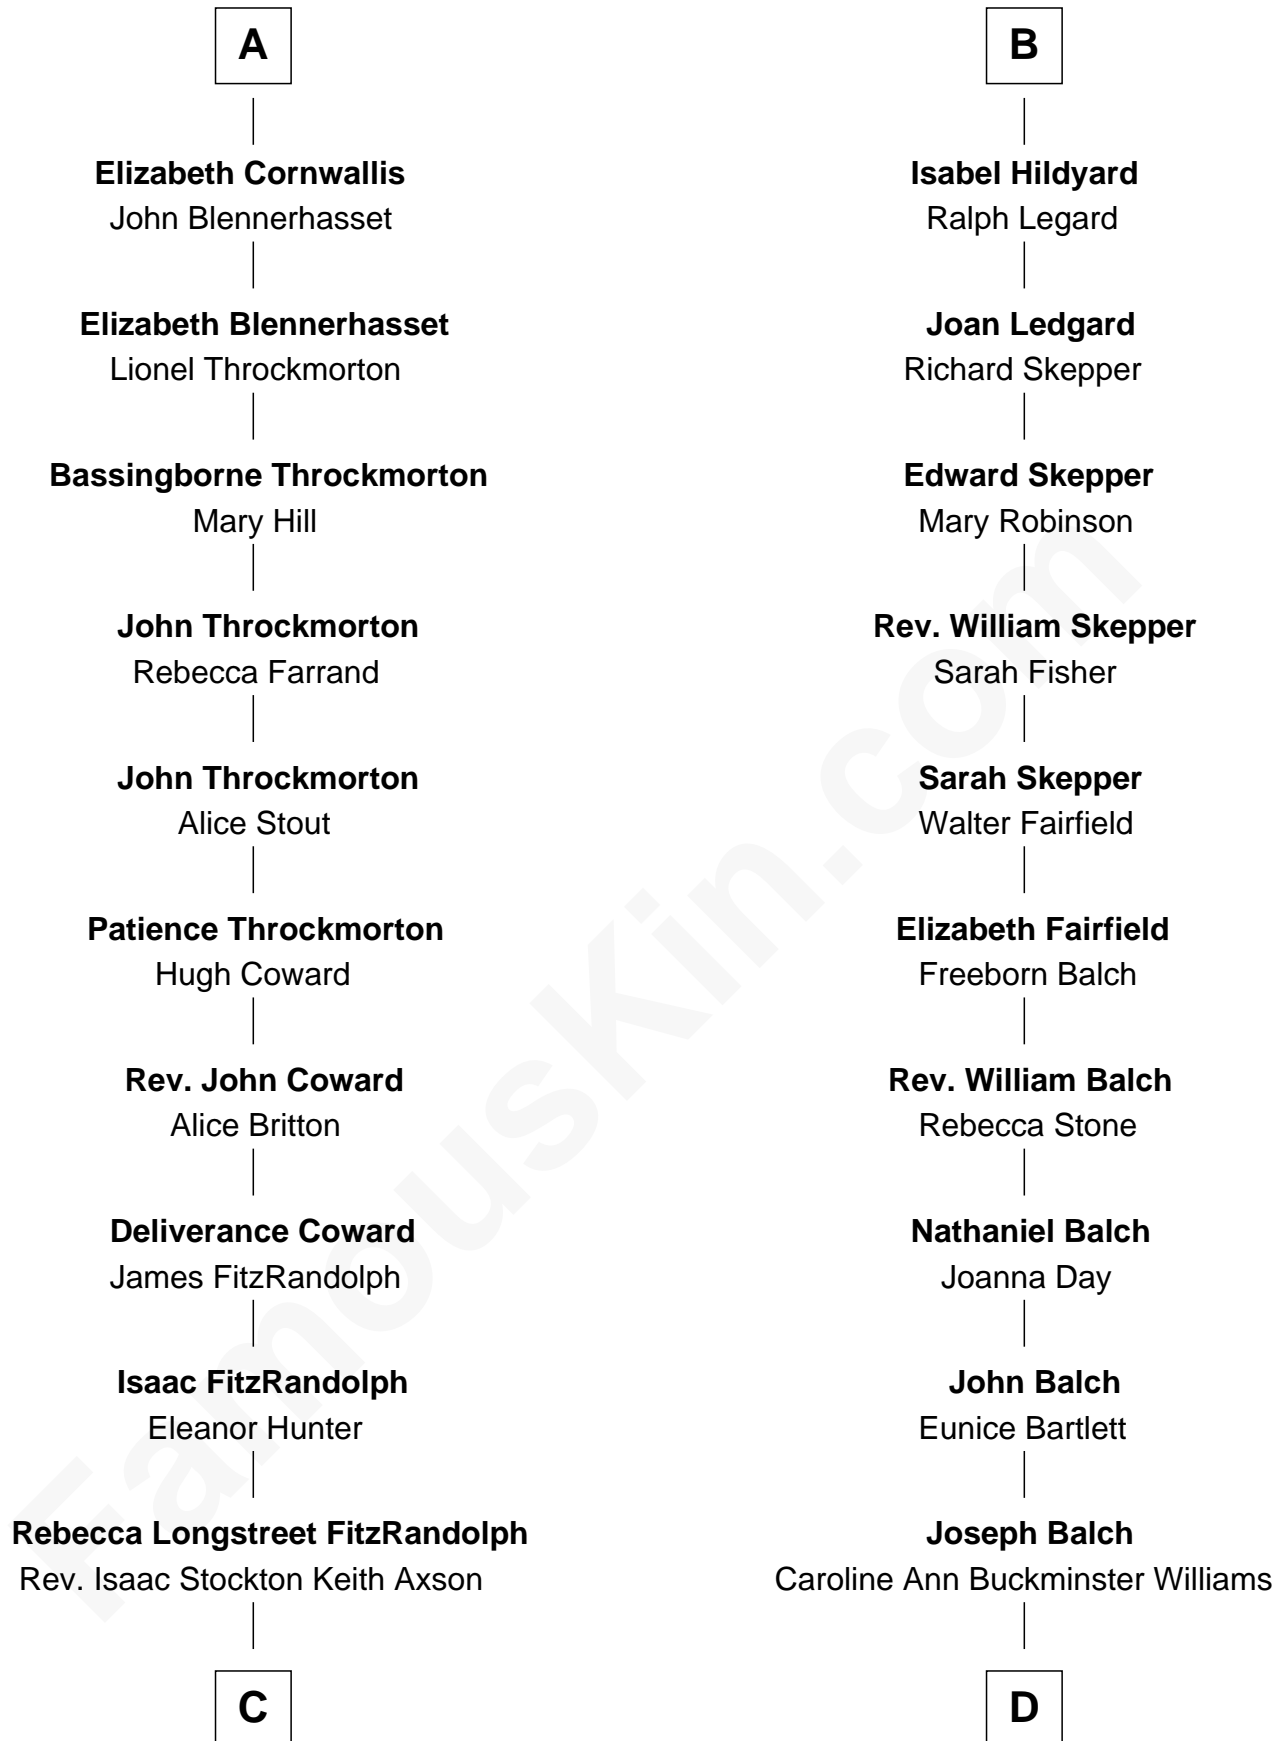 A
Elizabeth Cornwallis
John Blennerhasset
Elizabeth Blennerhasset
Lionel Throckmorton
Bassingborne Throckmorton
Mary Hill
John Throckmorton
Rebecca Farrand
John Throckmorton
Alice Stout
Patience Throckmorton
Hugh Coward
Rev. John Coward
Alice Britton
Deliverance Coward
James FitzRandolph
Isaac FitzRandolph
Eleanor Hunter
Rebecca Longstreet FitzRandolph
Rev. Isaac Stockton Keith Axson
C
B
Isabel Hildyard
Ralph Legard
Joan Ledgard
Richard Skepper
Edward Skepper
Mary Robinson
Rev. William Skepper
Sarah Fisher
Sarah Skepper
Walter Fairfield
Elizabeth Fairfield
Freeborn Balch
Rev. William Balch
Rebecca Stone
Nathaniel Balch
Joanna Day
John Balch
Eunice Bartlett
Joseph Balch
Caroline Ann Buckminster Williams
D
FamousKin.com